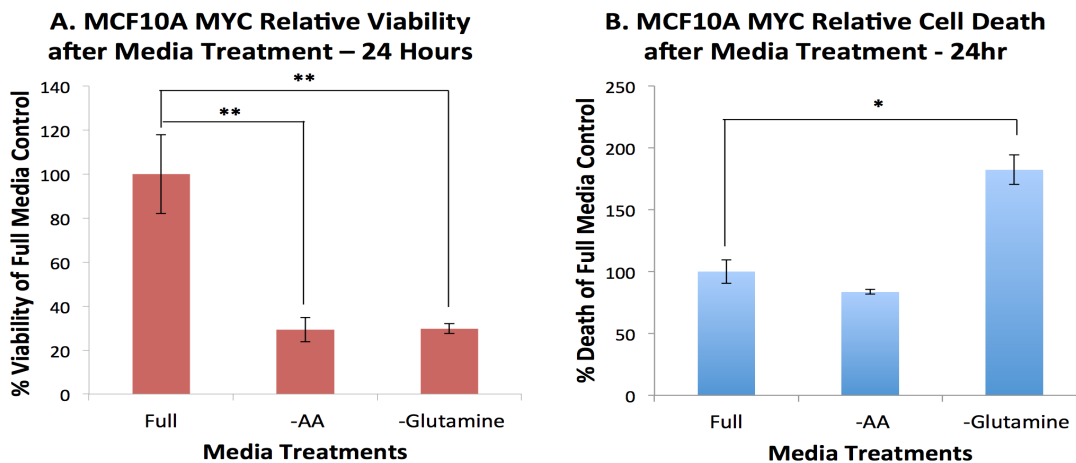 A. MCF10A MYC Relative Viability
after Media Treatment – 24 Hours
% Viability of Full Media Control
140
120
100
80
60
40
20
0
**
**
Full
-AA
-Glutamine
Media Treatments
B. MCF10A MYC Relative Cell Death
after Media Treatment - 24hr
% Death of Full Media Control
250
200
150
100
50
0
*
Full
-AA
-Glutamine
Media Treatments